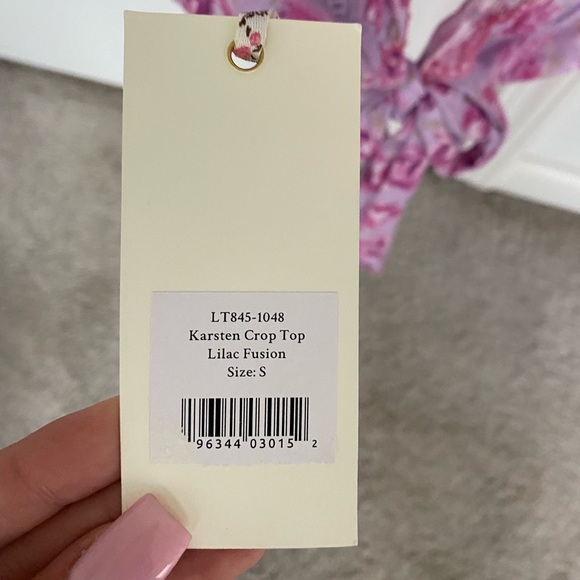 LT845-1048
Karsten Crop Top
Lilac Fusion
Size: S
96344 03015 2